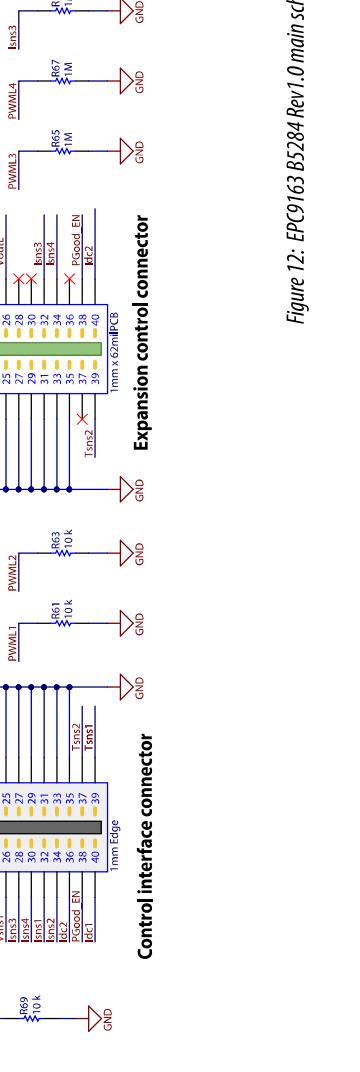 Isns3
GND
PWML4
R67
1M
GND
PWML3
R65
1M
GND
Isns3
Isns4
PGood_EN
Idc2
26
28
30
32
34
36
38
40
25
27
29
31
33
35
37
39
1mm x 62milPCB
Tsns2
Expansion control connector
GND
PWML2
R63
10 k
GND
PWML1
R61
10 k
GND
GND
Tsns2
Tsns1
25
27
29
31
33
35
37
39
26
28
30
32
34
36
38
40
1mm Edge
Isns3
Isns4
Isns1
Isns2
Idc2
PGood_EN
Idc1
Control interface connector
R69
10 k
GND
Figure 12: EPC9163 B5284 Rev1.0 main sch